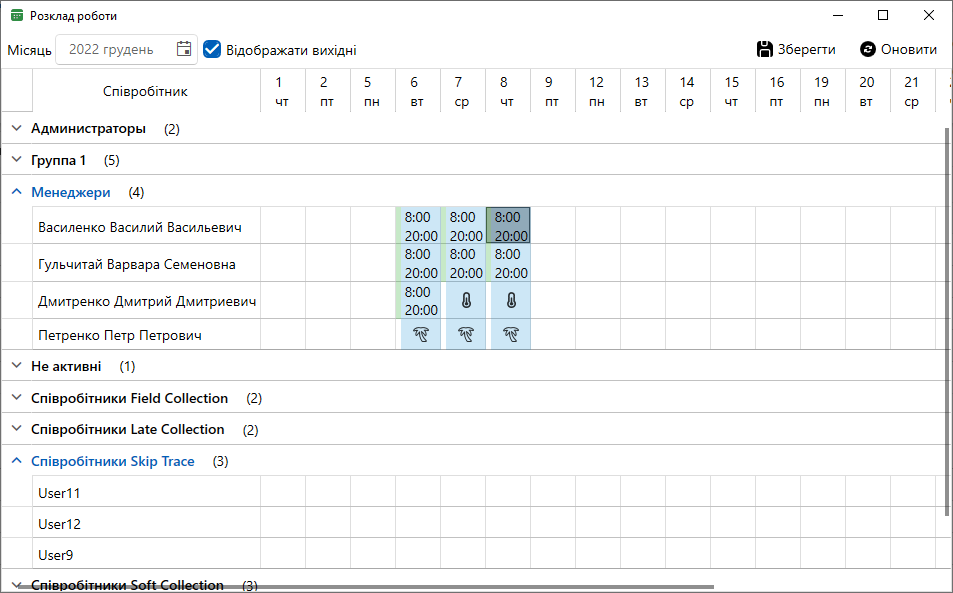 Розклад роботи
Місяць 2022 грудень Відображати вихідні Зберегти Оновити
Співробітник 1 2 5 6 7 8 9 12 13 14 15 16 19 20 21
чт пт пн вт ср чт пт пн вт ср чт пт пн вт ср
Администраторы (2)
Группа 1 (5)
Менеджери (4)
Василенко Василий Васильевич 8:00 8:00 8:00
20:00 20:00 20:00
Гульчитай Варвара Семеновна 8:00 8:00 8:00
20:00 20:00 20:00
Дмитренко Дмитрий Дмитриевич 8:00
20:00
Петренко Петр Петрович
Не активні (1)
Співробітники Field Collection (2)
Співробітники Late Collection (2)
Співробітники Skip Trace (3)
User11
User12
User9
Співробітники Soft Collection (3)